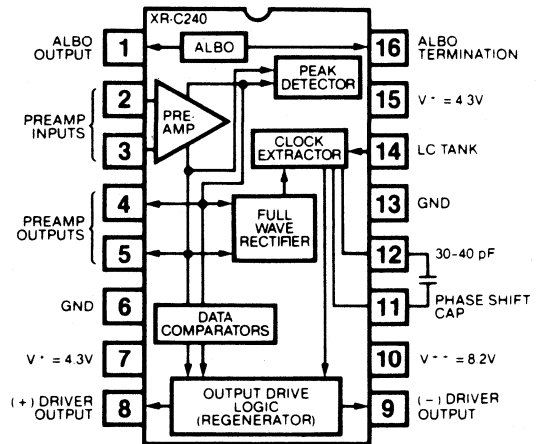 XR-C240
ALBO
OUTPUT
1
ALBO
16
ALBO
TERMINATION
PEAK
DETECTOR
2
PRE-
AMP
15
V⁻ = 4.3V
PREAMP
INPUTS
3
CLOCK
EXTRACTOR
14
LC TANK
4
FULL
WAVE
RECTIFIER
13
GND
PREAMP
OUTPUTS
5
12
30-40 pF
GND
6
DATA
COMPARATORS
11
PHASE SHIFT
CAP
V⁺ = 4.3V
7
10
V⁻⁻ = 8.2V
(+) DRIVER
OUTPUT
8
OUTPUT DRIVE
LOGIC
(REGENERATOR)
9
(−) DRIVER
OUTPUT